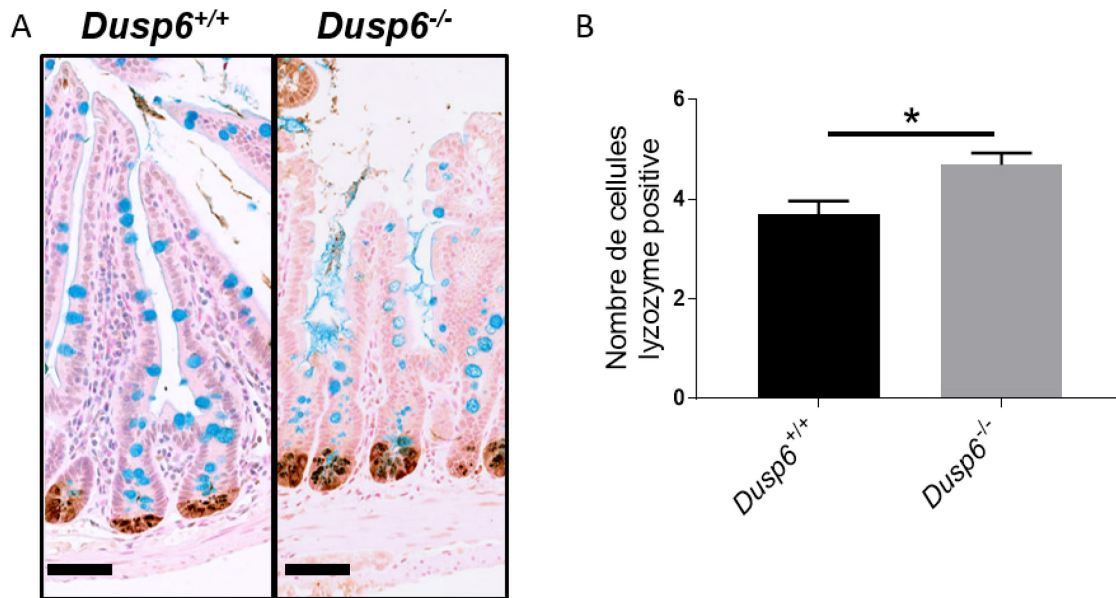 A
Dusp6+/+
Dusp6-/-
B
6
4
2
0
*
Nombre de cellules
lyzozyme positive
Dusp6+/+
Dusp6-/-